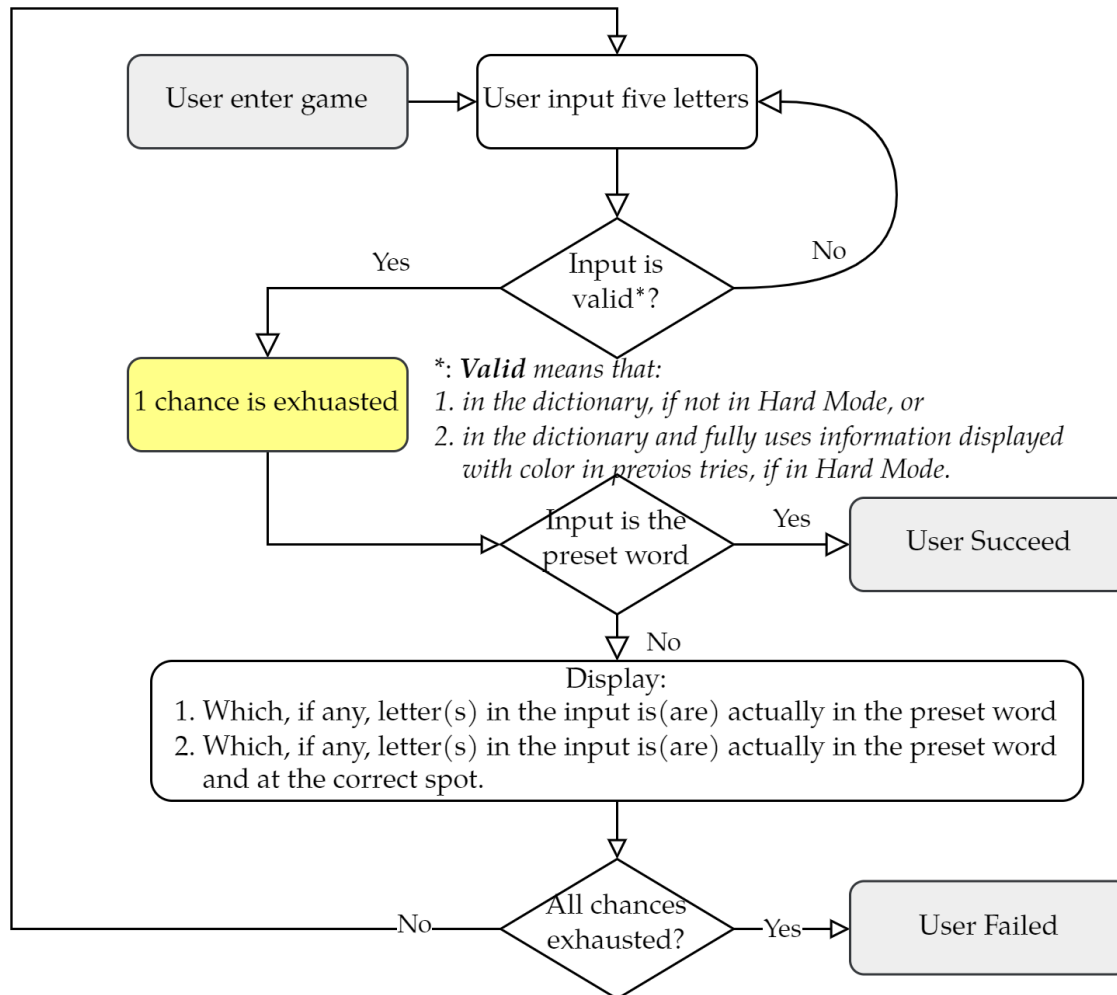 User enter game
User input five letters
No
Yes
Input is
valid*?
1 chance is exhuasted
*: Valid means that:
1. in the dictionary, if not in Hard Mode, or
2. in the dictionary and fully uses information displayed
with color in previos tries, if in Hard Mode.
Input is the
preset word
Yes
User Succeed
No
Display:
1. Which, if any, letter(s) in the input is(are) actually in the preset word
2. Which, if any, letter(s) in the input is(are) actually in the preset word
and at the correct spot.
No
All chances
exhausted?
Yes
User Failed